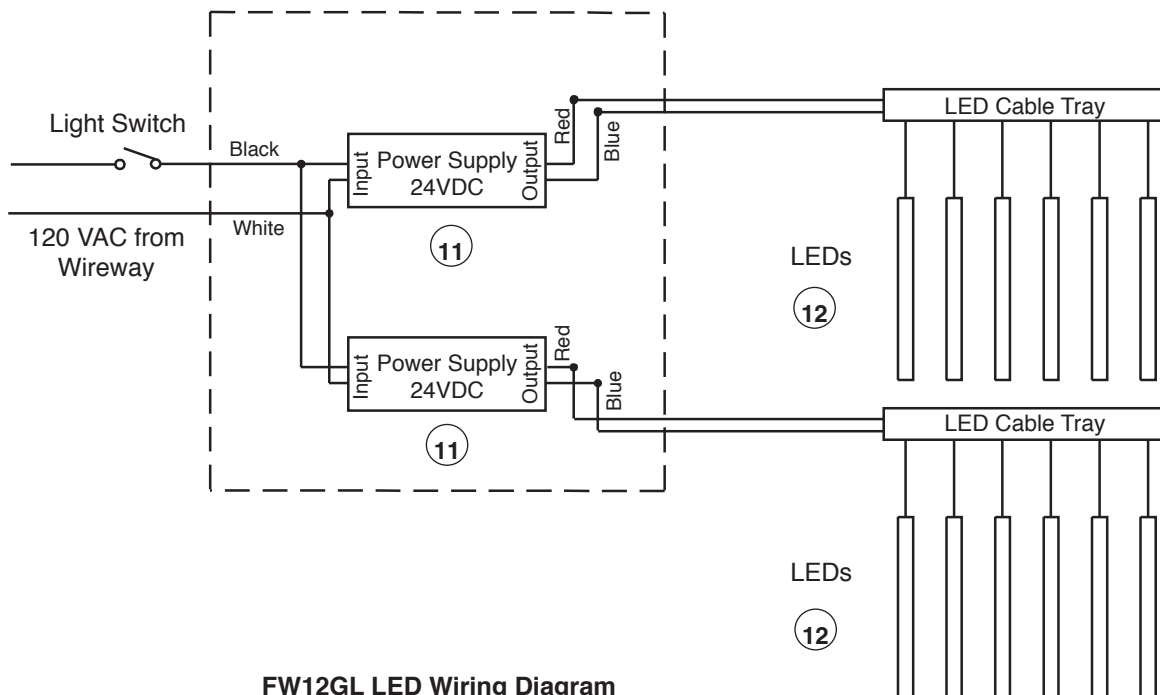 LED Cable Tray
Light Switch
Black
Input
Power Supply
24VDC
Output
Red
Blue
White
120 VAC from
Wireway
11
LEDs
12
Input
Power Supply
24VDC
Output
Red
Blue
11
LED Cable Tray
LEDs
12
FW12GL LED Wiring Diagram